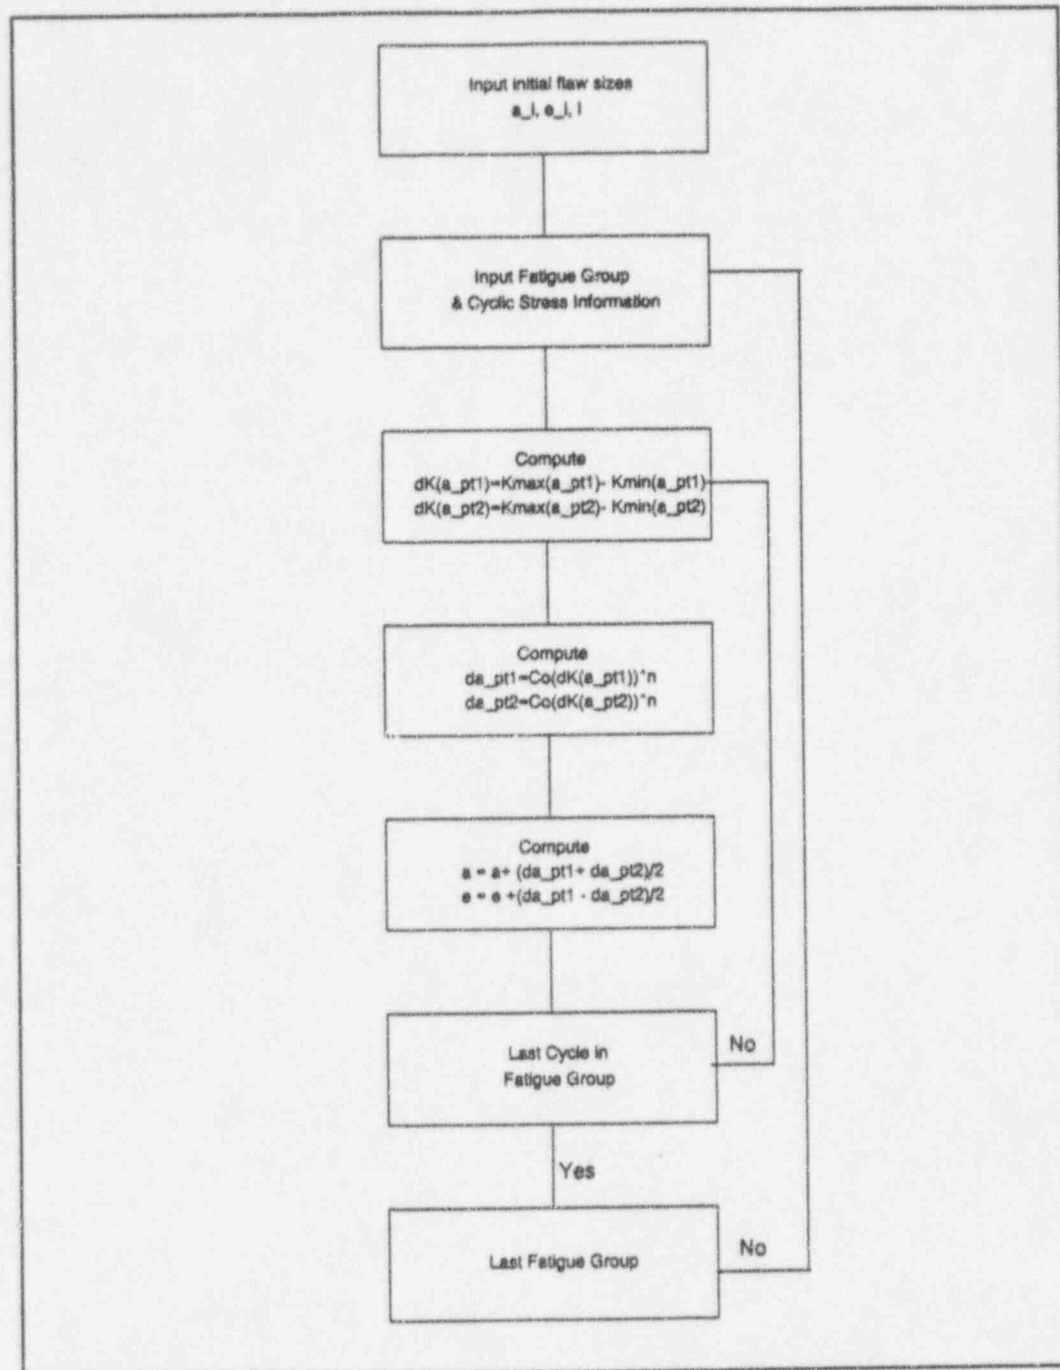 Input initial flaw sizes
a_i, e_i, l
Input Fatigue Group
& Cyclic Stress Information
Compute
dK(a_pt1)=Kmax(a_pt1)- Kmin(a_pt1)
dK(a_pt2)=Kmax(a_pt2)- Kmin(a_pt2)
Compute
da_pt1=Co(dK(a_pt1))^n
da_pt2=Co(dK(a_pt2))^n
Compute
a = a+ (da_pt1+ da_pt2)/2
e = e +(da_pt1 - da_pt2)/2
Last Cycle in
Fatigue Group
No
Yes
Last Fatigue Group
No